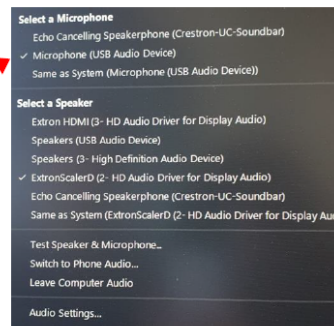 Select a Microphone
Echo Cancelling Speakerphone (Crestron-UC-Soundbar)
✓ Microphone (USB Audio Device)
Same as System (Microphone (USB Audio Device))
Select a Speaker
Extron HDMI (3- HD Audio Driver for Display Audio)
Speakers (USB Audio Device)
Speakers (3- High Definition Audio Device)
✓ ExtronScalerD (2- HD Audio Driver for Display Audio)
Echo Cancelling Speakerphone (Crestron-UC-Soundbar)
Same as System (ExtronScalerD (2- HD Audio Driver for Display Au
Test Speaker & Microphone...
Switch to Phone Audio...
Leave Computer Audio
Audio Settings...